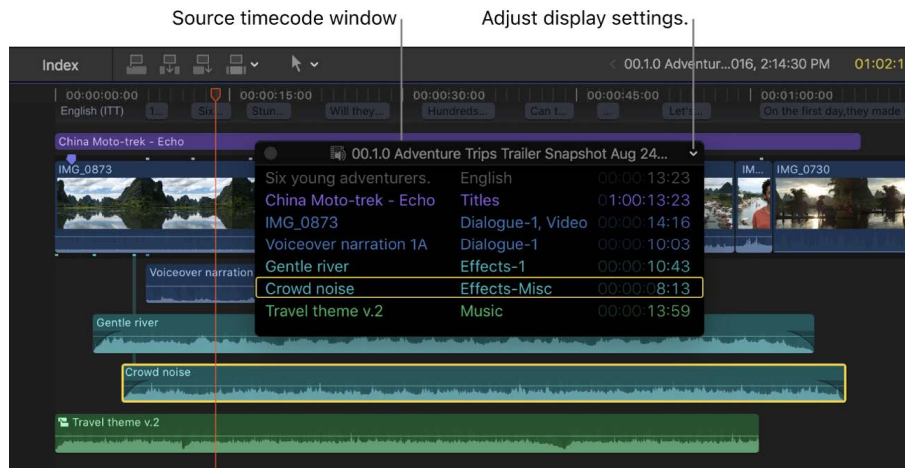 Source timecode window
Adjust display settings.
Index
00.1.0 Adventur...016, 2:14:30 PM
01:02:1
00:00:00:00
00:00:15:00
00:00:30:00
00:00:45:00
00:01:00:00
English (ITT)
1...
Six...
Stun...
Will they...
Hundreds...
Can t...
...
Let's...
On the first day,they made
China Moto-trek - Echo
00.1.0 Adventure Trips Trailer Snapshot Aug 24...
IMG_0873
IM...
IMG_0730
Six young adventurers. English 00:00:13:23
China Moto-trek - Echo Titles 01:00:13:23
IMG_0873 Dialogue-1, Video 00:00:14:16
Voiceover narration 1A Dialogue-1 00:00:10:03
Gentle river Effects-1 00:00:10:43
Crowd noise Effects-Misc 00:00:08:13
Travel theme v.2 Music 00:00:13:59
Voiceover narration
Gentle river
Crowd noise
Travel theme v.2